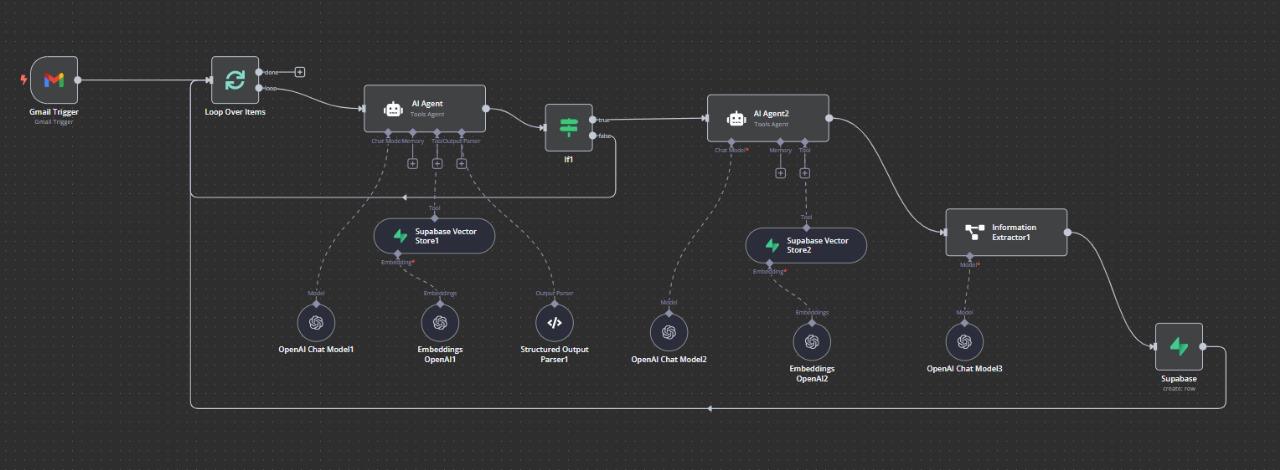 Gmail Trigger
Gmail Trigger
Loop Over Items
done
loop
AI Agent
Tools Agent
Chat Model
Memory
Tool
Output Parser
If1
true
false
AI Agent2
Tools Agent
Chat Model*
Memory
Tool
Tool
Supabase Vector
Store1
Embedding*
Tool
Supabase Vector
Store2
Embedding*
Information
Extractor1
Model*
Model
OpenAI Chat Model1
Embeddings
Embeddings
OpenAI1
Output Parser
Structured Output
Parser1
Model
OpenAI Chat Model2
Embeddings
Embeddings
OpenAI2
Model
OpenAI Chat Model3
Supabase
create: row